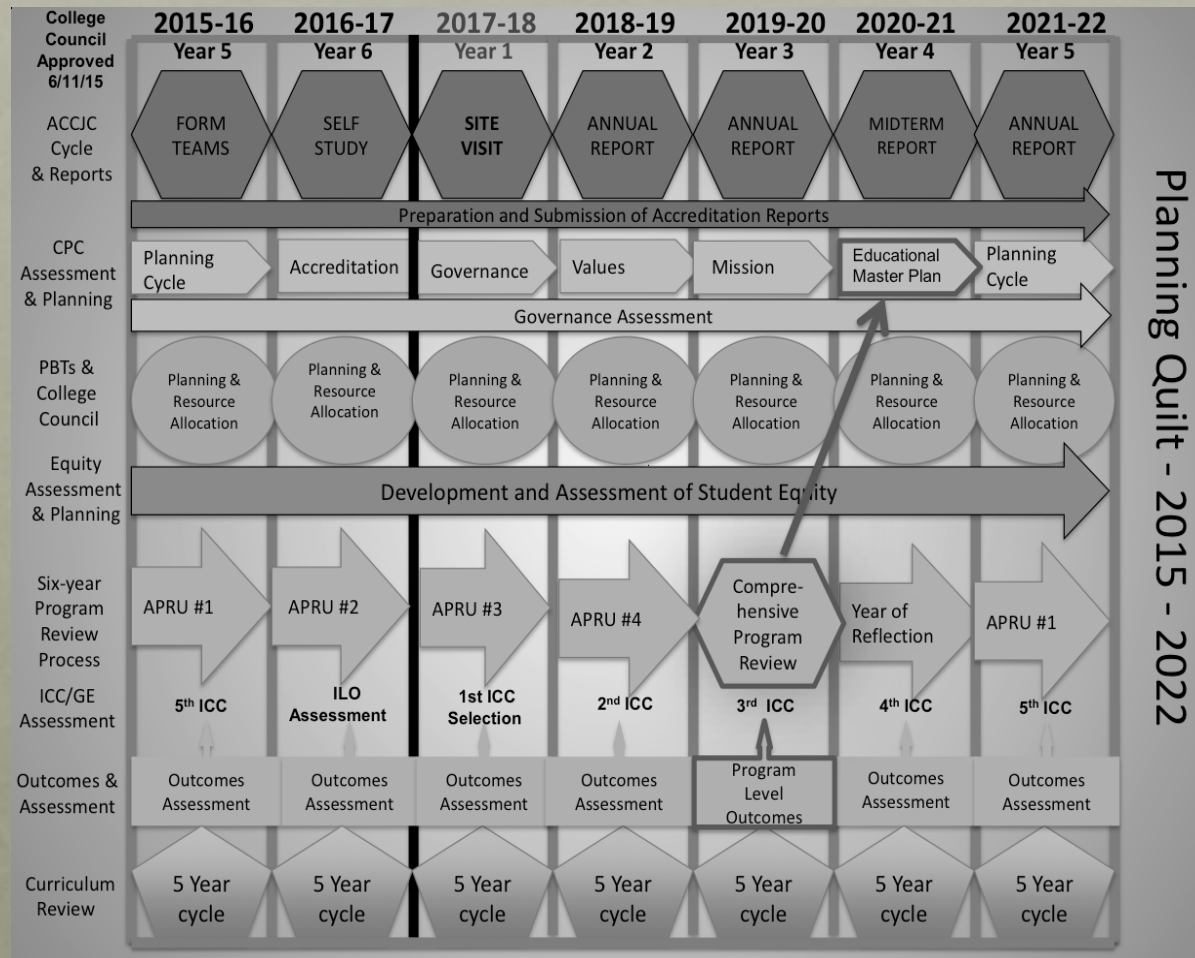 College
Council
Approved
6/11/15
2015-16
Year 5
2016-17
Year 6
2017-18
Year 1
2018-19
Year 2
2019-20
Year 3
2020-21
Year 4
2021-22
Year 5
ACCJC
Cycle
& Reports
FORM
TEAMS
SELF
STUDY
SITE
VISIT
ANNUAL
REPORT
ANNUAL
REPORT
MIDTERM
REPORT
ANNUAL
REPORT
Preparation and Submission of Accreditation Reports
CPC
Assessment
& Planning
Planning
Cycle
Accreditation
Governance
Values
Mission
Educational
Master Plan
Planning
Cycle
Governance Assessment
PBTs &
College
Council
Planning &
Resource
Allocation
Planning &
Resource
Allocation
Planning &
Resource
Allocation
Planning &
Resource
Allocation
Planning &
Resource
Allocation
Planning &
Resource
Allocation
Planning &
Resource
Allocation
Equity
Assessment
& Planning
Development and Assessment of Student Equity
Six-year
Program
Review
Process
APRU #1
APRU #2
APRU #3
APRU #4
Compre-
hensive
Program
Review
Year of
Reflection
APRU #1
ICC/GE
Assessment
5th ICC
ILO
Assessment
1st ICC
Selection
2nd ICC
3rd ICC
4th ICC
5th ICC
Outcomes &
Assessment
Outcomes
Assessment
Outcomes
Assessment
Outcomes
Assessment
Outcomes
Assessment
Program
Level
Outcomes
Outcomes
Assessment
Outcomes
Assessment
Curriculum
Review
5 Year
cycle
5 Year
cycle
5 Year
cycle
5 Year
cycle
5 Year
cycle
5 Year
cycle
5 Year
cycle
Planning Quilt - 2015 - 2022